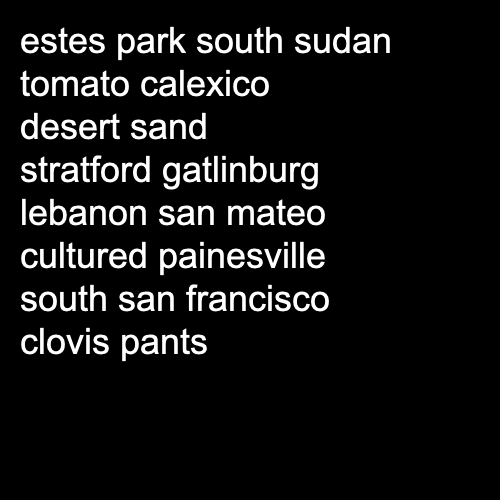 estes park south sudan
tomato calexico
desert sand
stratford gatlinburg
lebanon san mateo
cultured painesville
south san francisco
clovis pants